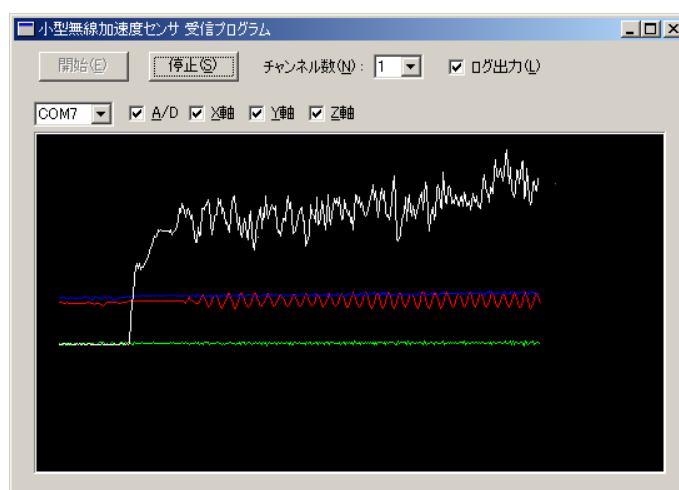 小型無線加速度センサ 受信プログラム
開始(E) 停止(S) チャンネル数(N): 1 ログ出力(L)
COM7 A/D X軸 Y軸 Z軸